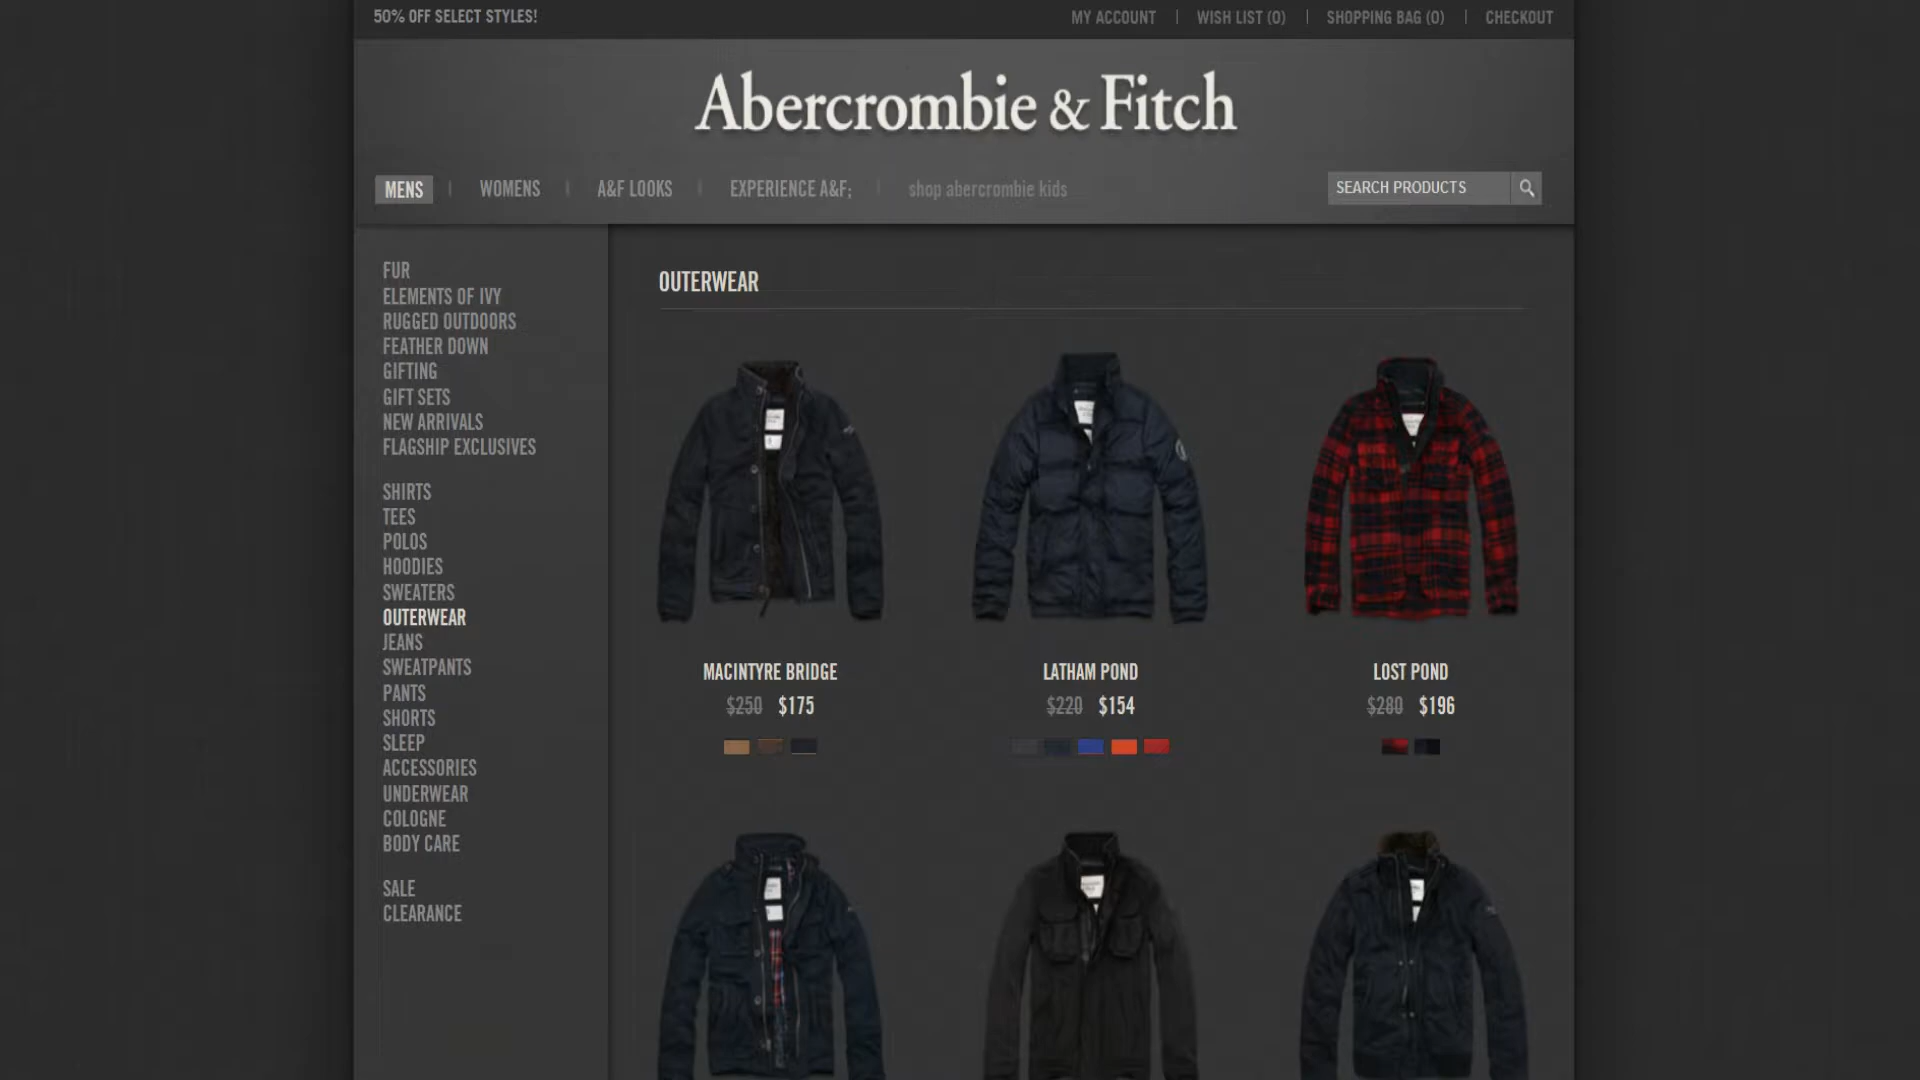 50% OFF SELECT STYLES!
MY ACCOUNT
WISH LIST (0)
SHOPPING BAG (0)
CHECKOUT
Abercrombie & Fitch
MENS
WOMENS
A&F LOOKS
EXPERIENCE A&F;
shop abercrombie kids
SEARCH PRODUCTS
FUR
ELEMENTS OF IVY
RUGGED OUTDOORS
FEATHER DOWN
GIFTING
GIFT SETS
NEW ARRIVALS
FLAGSHIP EXCLUSIVES
SHIRTS
TEES
POLOS
HOODIES
SWEATERS
OUTERWEAR
JEANS
SWEATPANTS
PANTS
SHORTS
SLEEP
ACCESSORIES
UNDERWEAR
COLOGNE
BODY CARE
SALE
CLEARANCE
OUTERWEAR
MACINTYRE BRIDGE
$250 $175
LATHAM POND
$220 $154
LOST POND
$280 $196